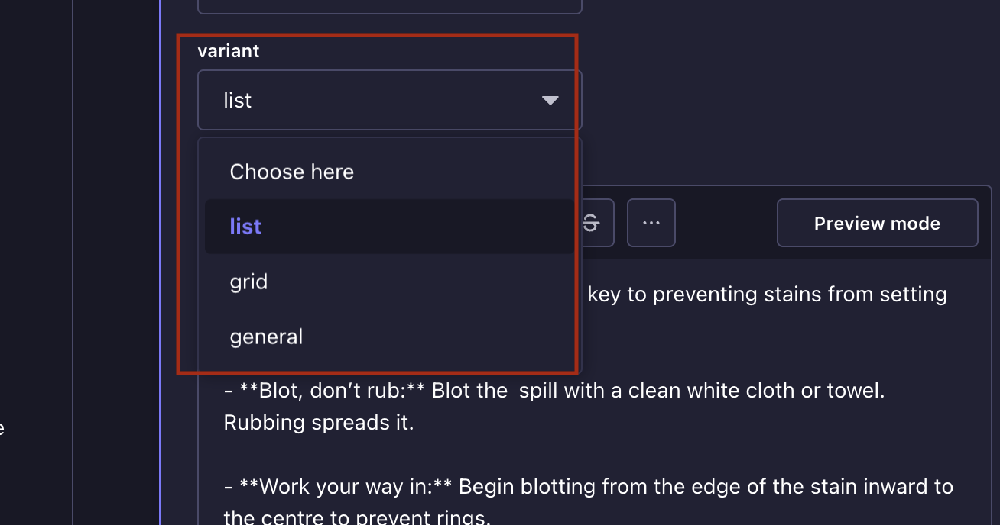 variant
list
Choose here
list
grid
general
S
...
Preview mode
key to preventing stains from setting
- **Blot, don’t rub:** Blot the  spill with a clean white cloth or towel.
Rubbing spreads it.
e
- **Work your way in:** Begin blotting from the edge of the stain inward to
the centre to prevent rings.